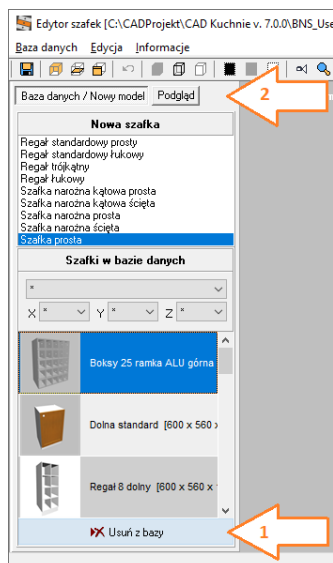 Edytor szafek [C:\CADProjekt\CAD Kuchnie v. 7.0.0\BNS_Use
Baza danych Edycja Informacje
Baza danych / Nowy model Podgląd
2
Nowa szafka
Regał standardowy prosty
Regał standardowy łukowy
Regał trójkątny
Regał łukowy
Szafka narożna kątowa prosta
Szafka narożna kątowa ścięta
Szafka narożna prosta
Szafka narożna ścięta
Szafka prosta
Szafki w bazie danych
*
X * Y * Z *
Boksy 25 ramka ALU górna
Dolna standard [600 x 560 x
Regał 8 dolny [600 x 560 x
Usuń z bazy
1